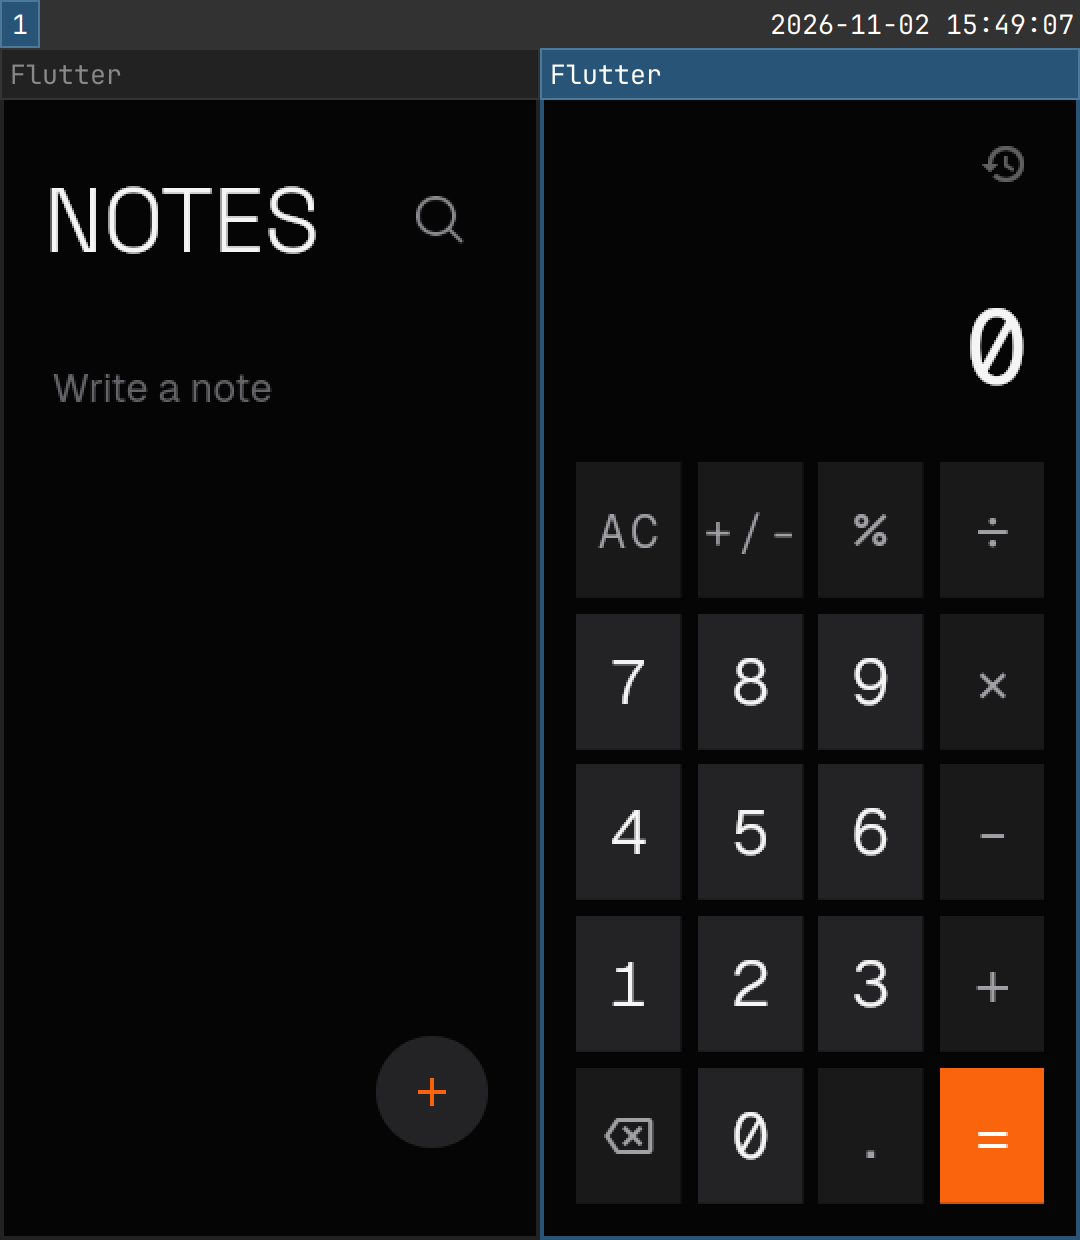 1 2026-11-02 15:49:07
Flutter
NOTES
Write a note
+
Flutter
0
AC +/- % ÷
7 8 9 ×
4 5 6 -
1 2 3 +
0 . =